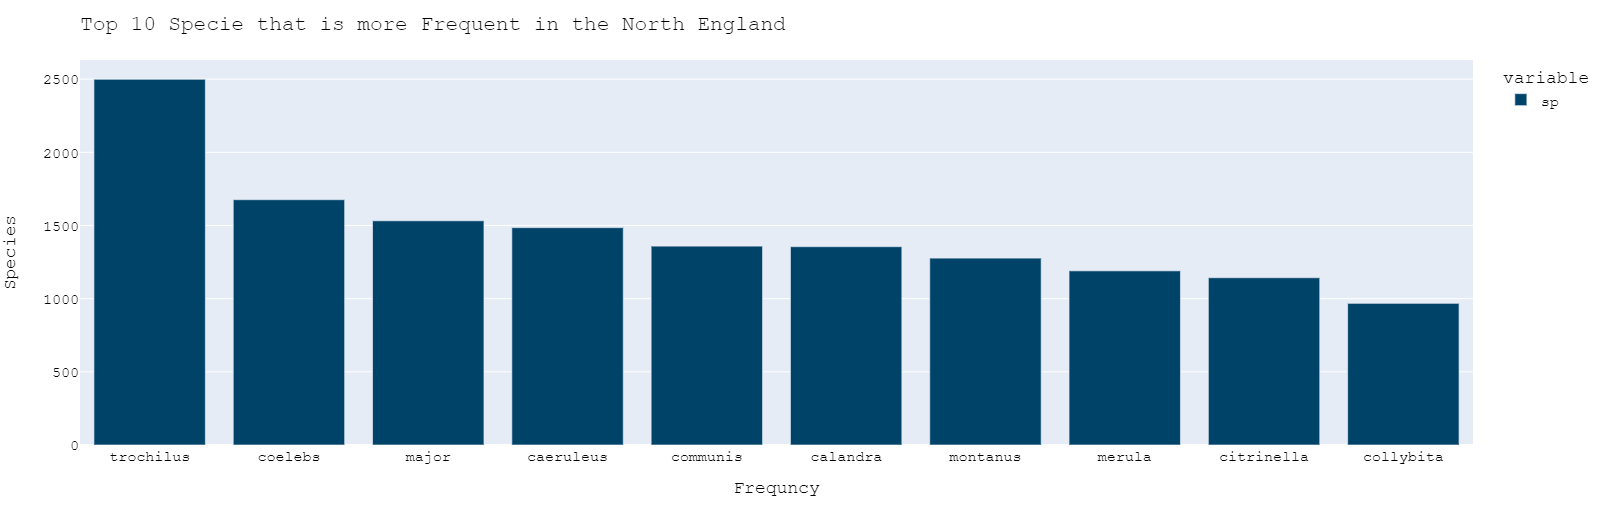 Top 10 Specie that is more Frequent in the North England
variable
sp
Species
2500
2000
1500
1000
500
0
trochilus coelebs major caeruleus communis calandra montanus merula citrinella collybita
Frequncy